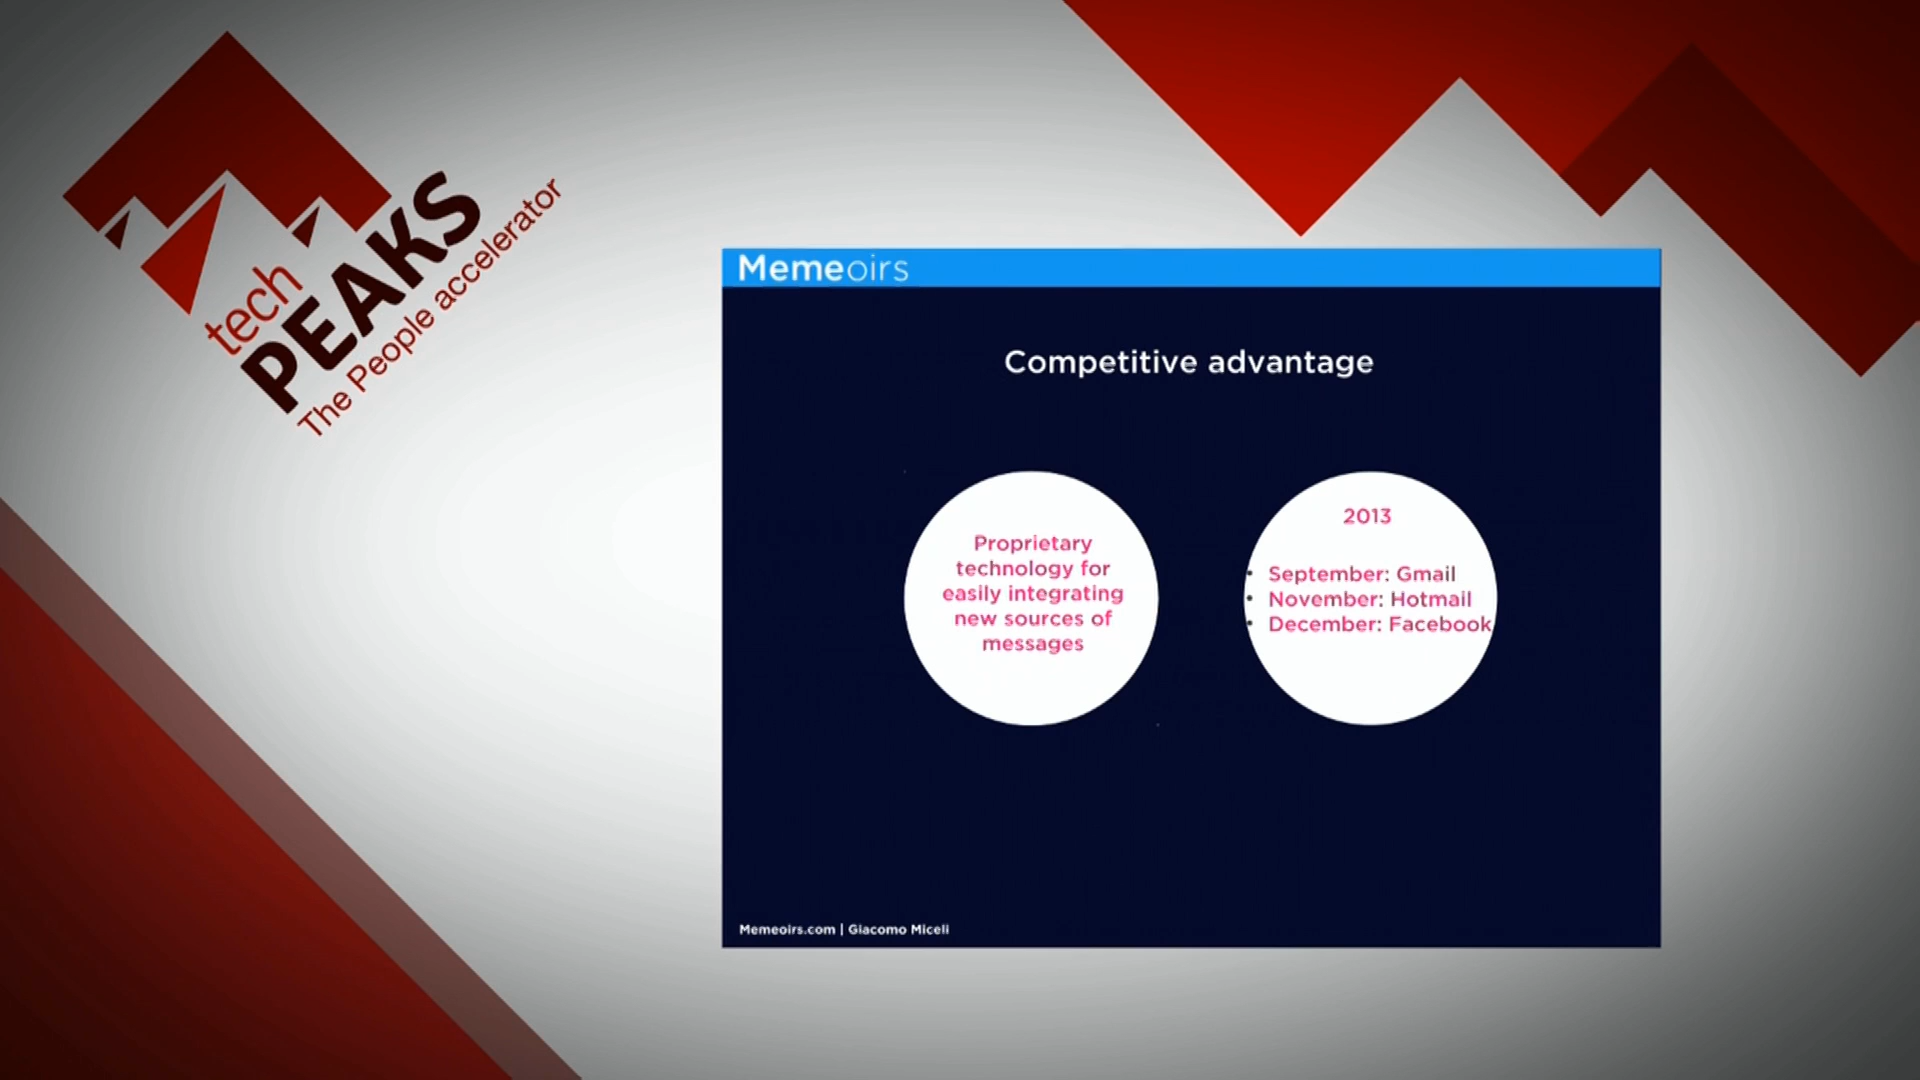 tech
PEAKS
The People accelerator
Memeoirs
Competitive advantage
Proprietary
technology for
easily integrating
new sources of
messages
2013
• September: Gmail
• November: Hotmail
• December: Facebook
Memeoirs.com | Giacomo Miceli